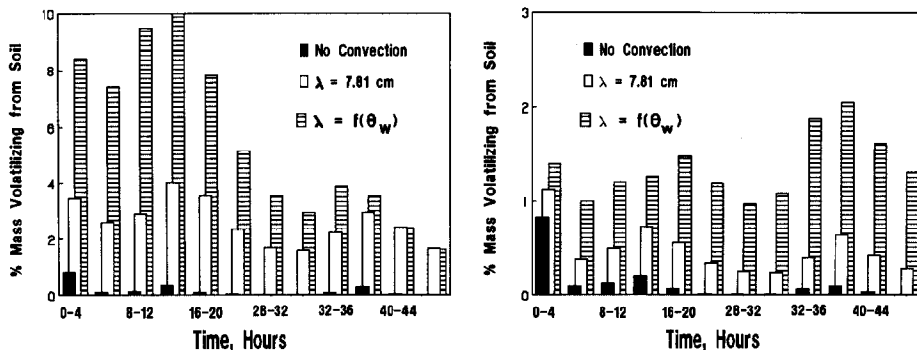 % Mass Volatilizing from Soil
10
8
6
4
2
0
No Convection
λ = 7.81 cm
λ = f(θw)
0-4 8-12 16-20 28-32 32-36 40-44
Time, Hours
% Mass Volatilizing from Soil
3
2
1
0
No Convection
λ = 7.81 cm
λ = f(θw)
0-4 8-12 16-20 28-32 32-36 40-44
Time, Hours